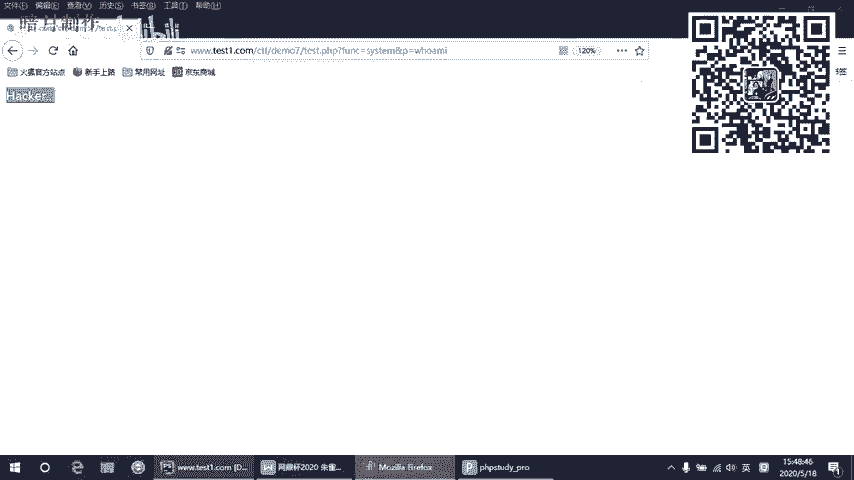 文件(F) 编辑(E) 查看(V) 历史(S) 书签(B) 工具(T) 帮助(H)
暗月制作 bilibili
www.test1.com/ctf/demo7/test.php?func=system&p=whoami
120%
火狐官方站点 新手上路 常用网址 京东商城
Hacker
www.test1.com [D...
网鼎杯2020 朱雀...
Mozilla Firefox
phpstudy_pro
英
15:48:46
2020/5/18